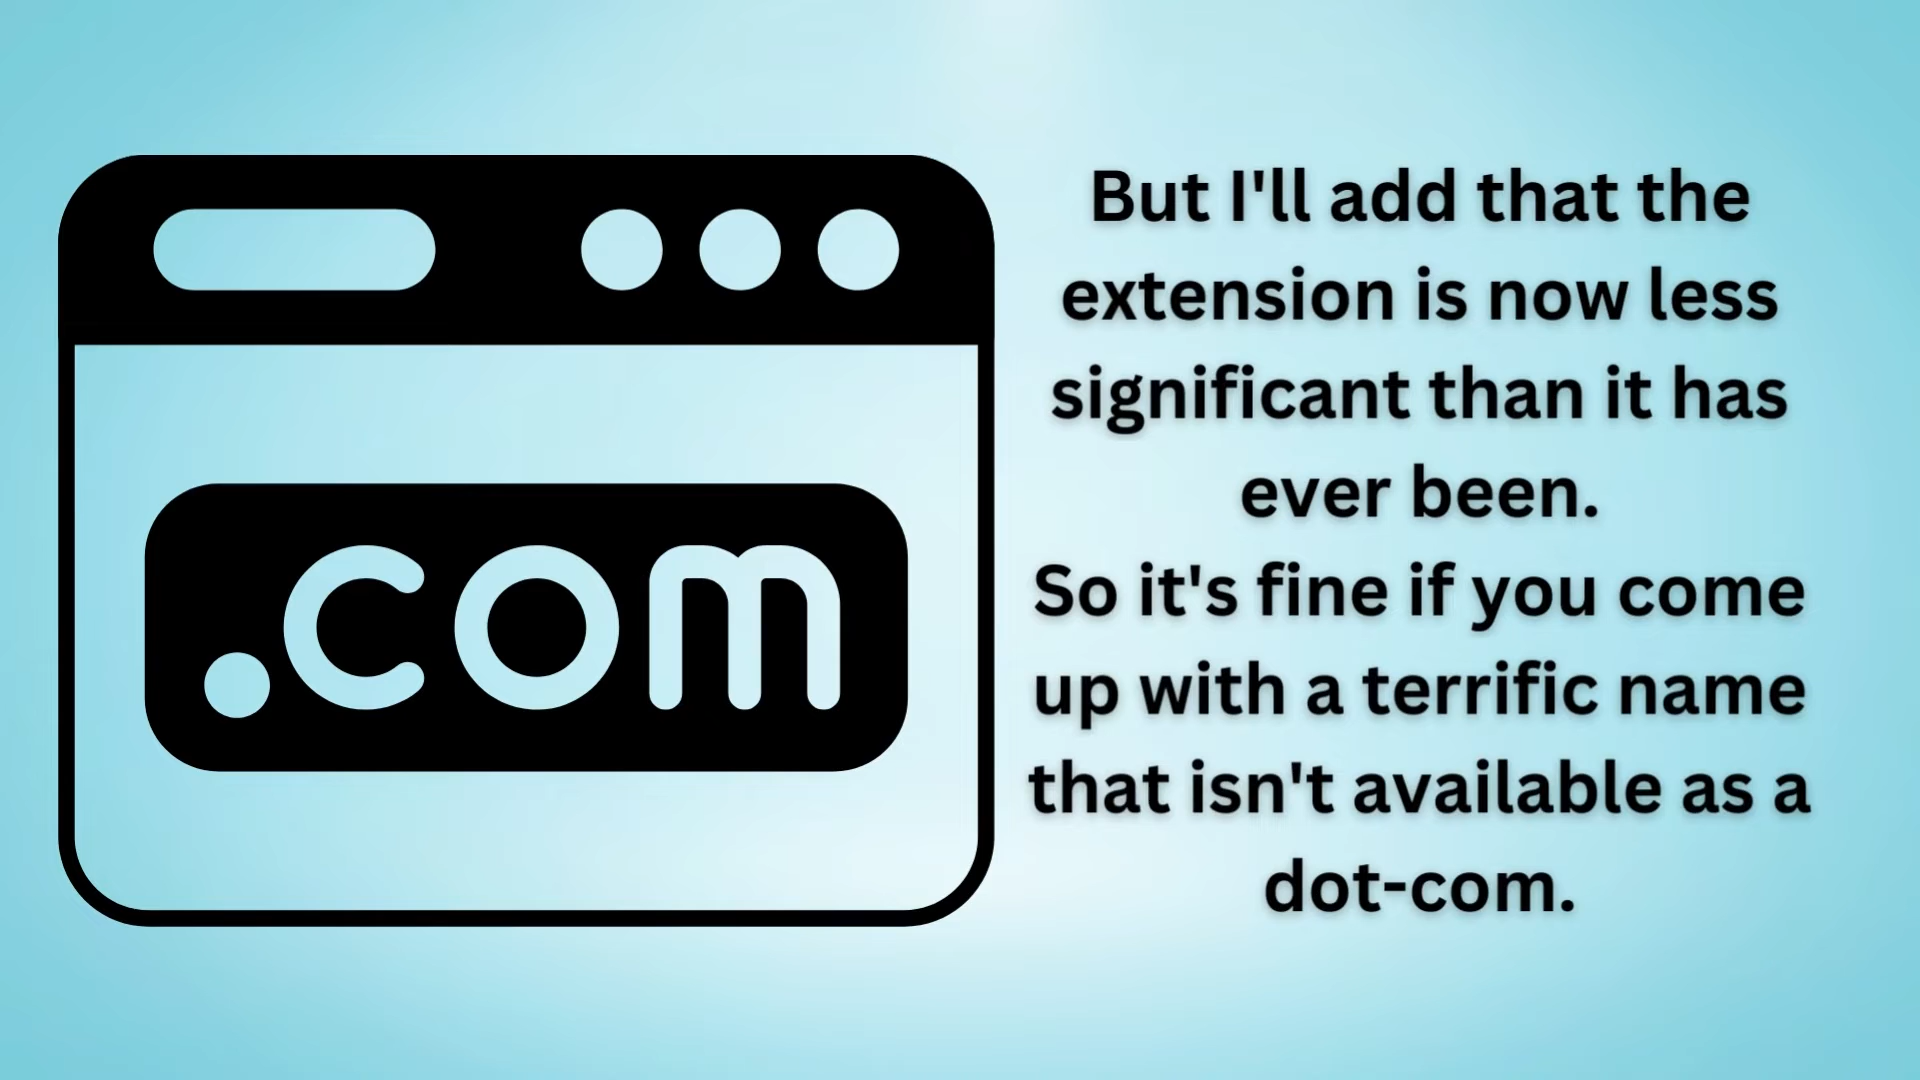 .com
But I'll add that the
extension is now less
significant than it has
ever been.
So it's fine if you come
up with a terrific name
that isn't available as a
dot-com.